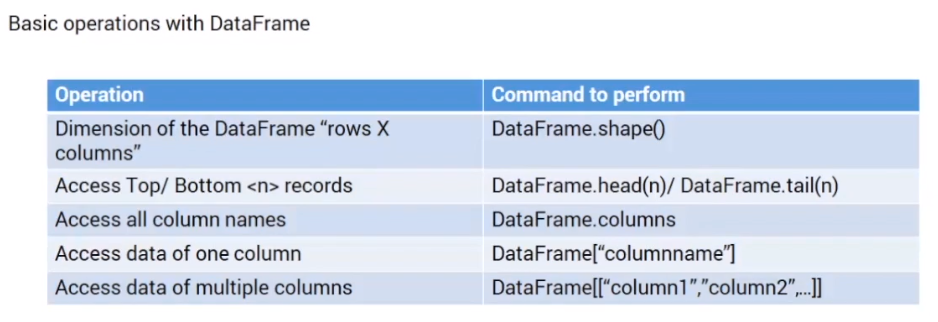 Basic operations with DataFrame
Operation
Command to perform
Dimension of the DataFrame “rows X
columns”
DataFrame.shape()
Access Top/ Bottom <n> records
DataFrame.head(n)/ DataFrame.tail(n)
Access all column names
DataFrame.columns
Access data of one column
DataFrame[“columnname”]
Access data of multiple columns
DataFrame[[“column1”,”column2”,...]]